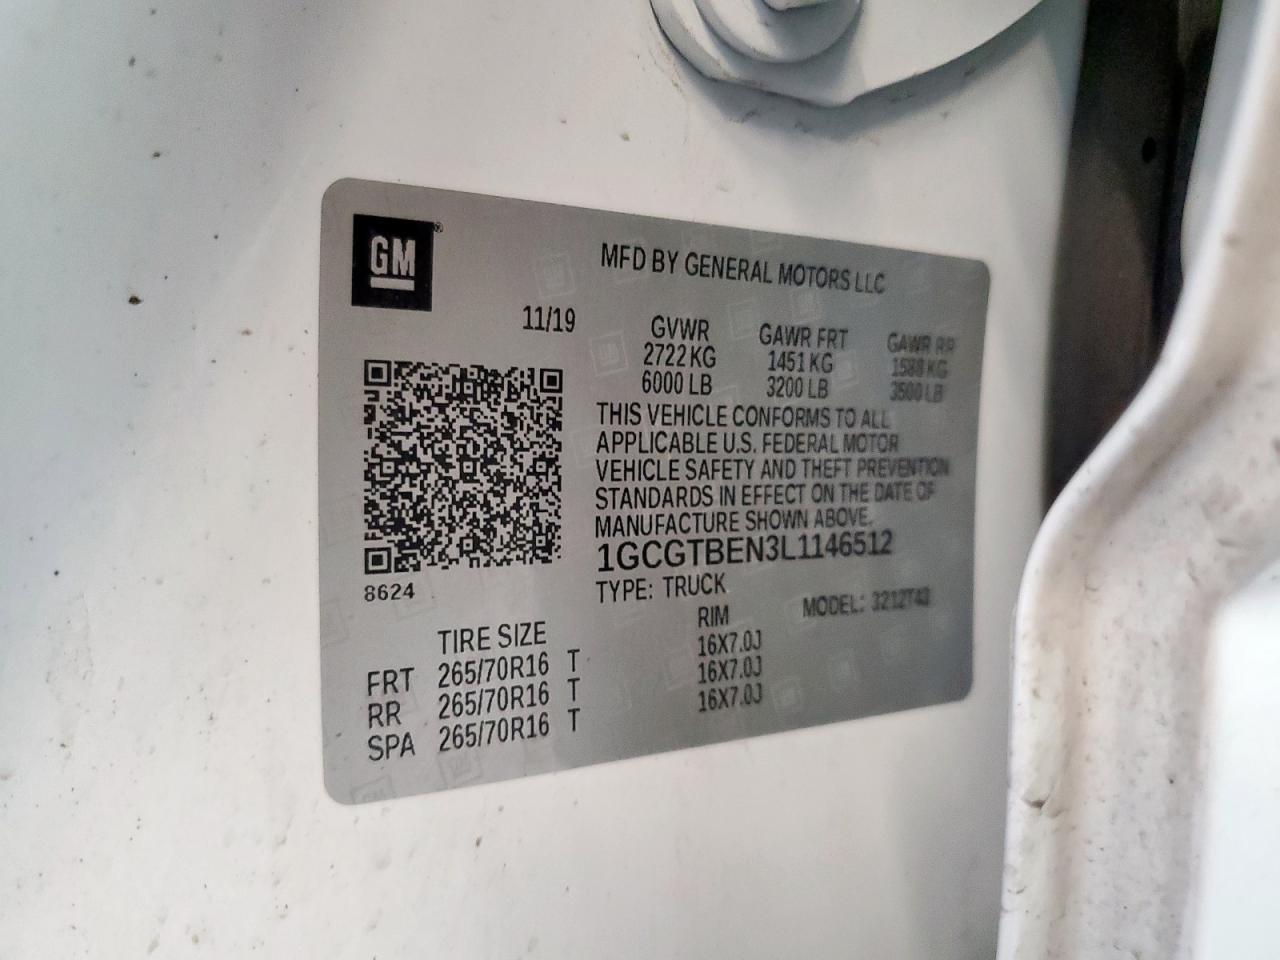 GM
MFD BY GENERAL MOTORS LLC
11/19
GVWR GAWR FRT GAWR RR
2722 KG 1451 KG 1588 KG
6000 LB 3200 LB 3500 LB
THIS VEHICLE CONFORMS TO ALL
APPLICABLE U.S. FEDERAL MOTOR
VEHICLE SAFETY AND THEFT PREVENTION
STANDARDS IN EFFECT ON THE DATE OF
MANUFACTURE SHOWN ABOVE.
1GCGTBEN3L1146512
8624
TYPE: TRUCK
MODEL:
TIRE SIZE RIM
FRT 265/70R16 T 16X7.0J
RR 265/70R16 T 16X7.0J
SPA 265/70R16 T 16X7.0J